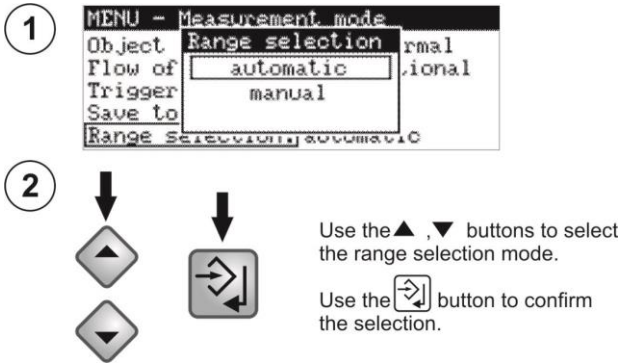 1
MENU - Measurement mode
Range selection
Object rmal
automatic
Flow of ional
manual
Trigger
Save to
Range selection: automatic
2
Use the ▲ ,▼ buttons to select
the range selection mode.
Use the button to confirm
the selection.